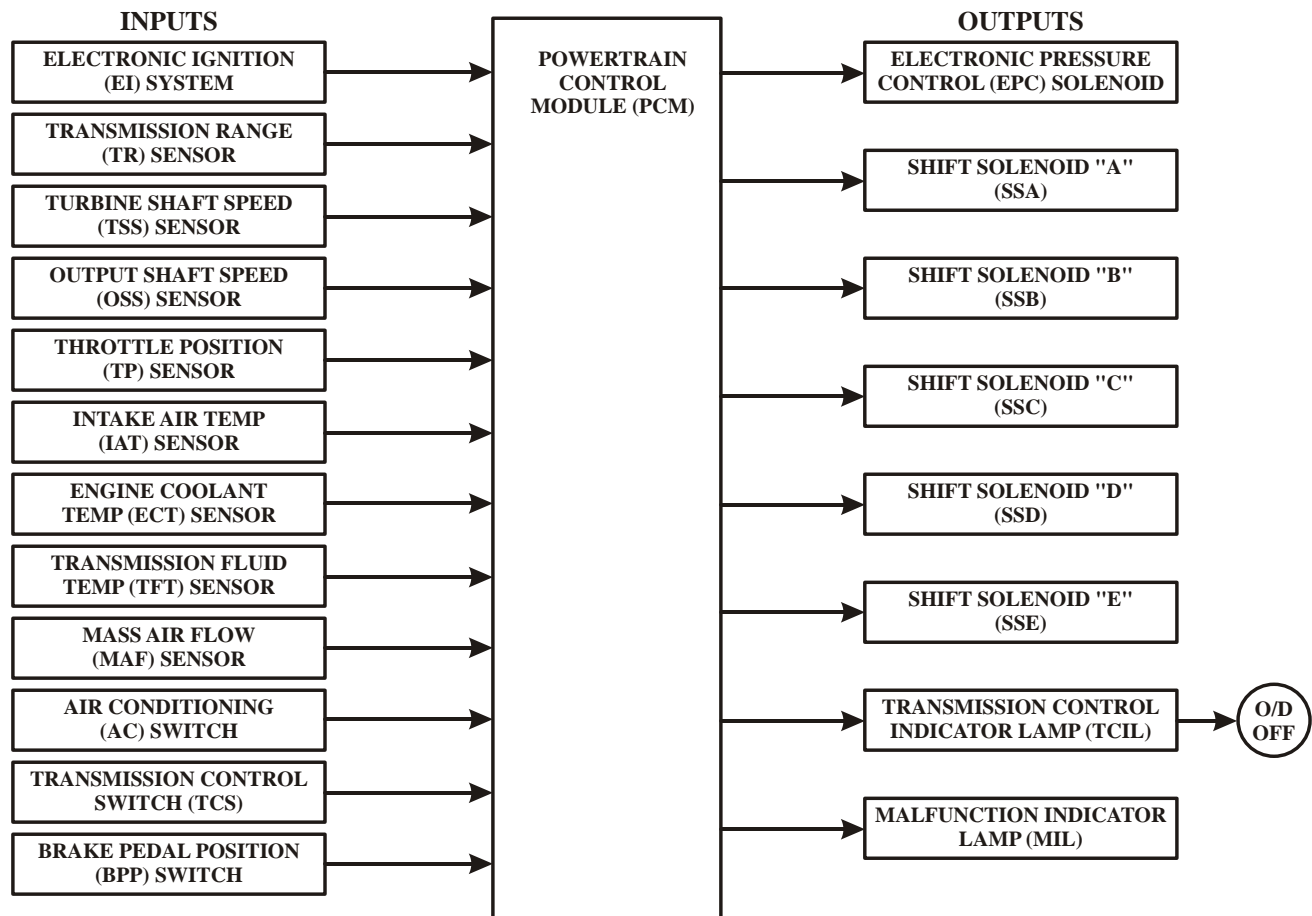 INPUTS
ELECTRONIC IGNITION
(EI) SYSTEM
TRANSMISSION RANGE
(TR) SENSOR
TURBINE SHAFT SPEED
(TSS) SENSOR
OUTPUT SHAFT SPEED
(OSS) SENSOR
THROTTLE POSITION
(TP) SENSOR
INTAKE AIR TEMP
(IAT) SENSOR
ENGINE COOLANT
TEMP (ECT) SENSOR
TRANSMISSION FLUID
TEMP (TFT) SENSOR
MASS AIR FLOW
(MAF) SENSOR
AIR CONDITIONING
(AC) SWITCH
TRANSMISSION CONTROL
SWITCH (TCS)
BRAKE PEDAL POSITION
(BPP) SWITCH
POWERTRAIN
CONTROL
MODULE (PCM)
OUTPUTS
ELECTRONIC PRESSURE
CONTROL (EPC) SOLENOID
SHIFT SOLENOID "A"
(SSA)
SHIFT SOLENOID "B"
(SSB)
SHIFT SOLENOID "C"
(SSC)
SHIFT SOLENOID "D"
(SSD)
SHIFT SOLENOID "E"
(SSE)
TRANSMISSION CONTROL
INDICATOR LAMP (TCIL)
O/D
OFF
MALFUNCTION INDICATOR
LAMP (MIL)